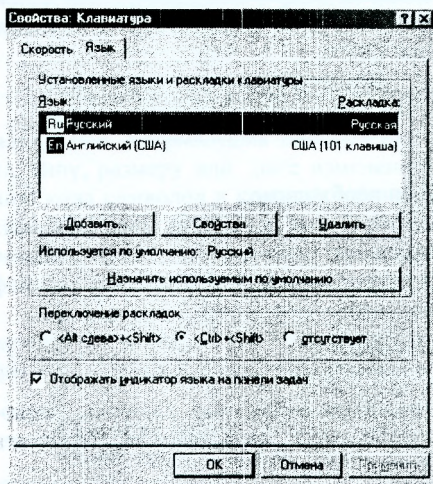 Свойства: Клавиатура
Скорость Язык
Установленные языки и раскладки клавиатуры
Язык: Раскладка:
Ru Русский Русская
En Английский (США) США (101 клавиша)
Добавить... Свойства Удалить
Используется по умолчанию: Русский
Назначить используемым по умолчанию
Переключение раскладок
<Alt слева>+<Shift> <Ctrl>+<Shift> отсутствует
Отображать индикатор языка на панели задач
OK Отмена Применить